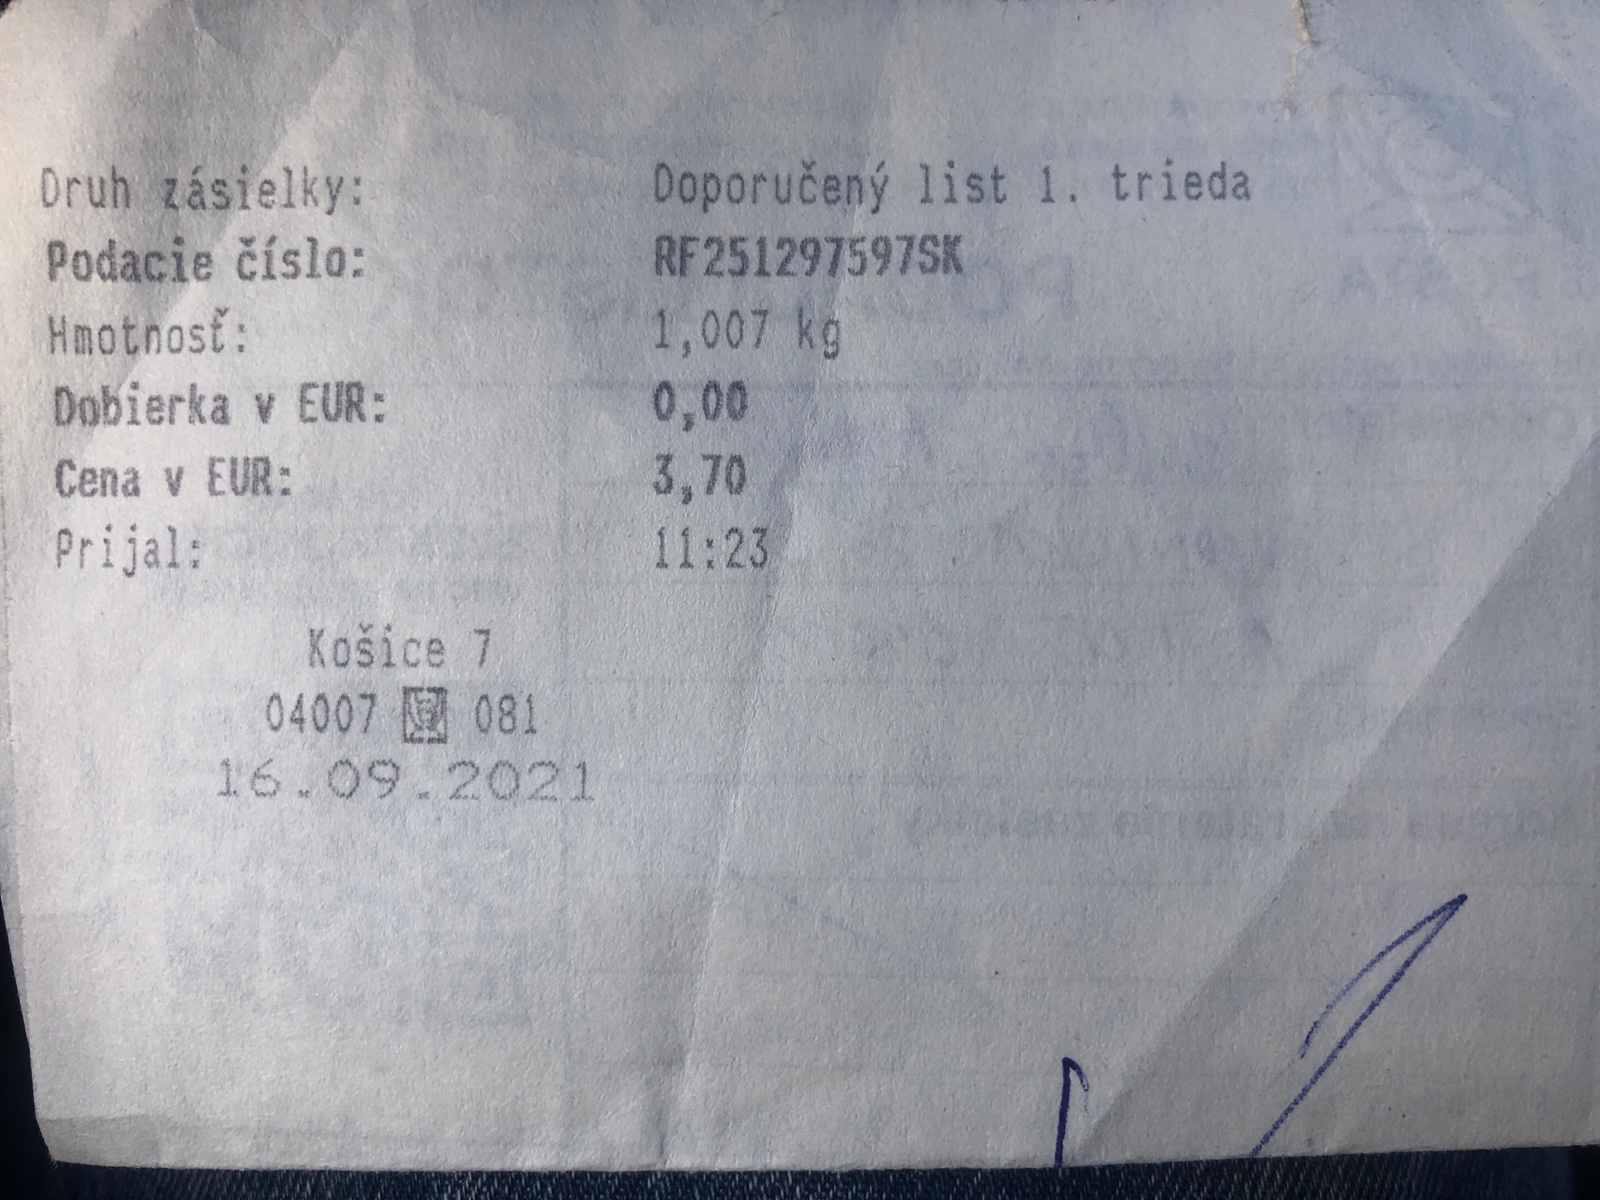 Druh zásielky: Doporučený list 1. trieda
Podacie číslo: RF251297597SK
Hmotnosť: 1,007 kg
Dobierka v EUR: 0,00
Cena v EUR: 3,70
Prijal: 11:23
Košice 7
04007 081
16.09.2021